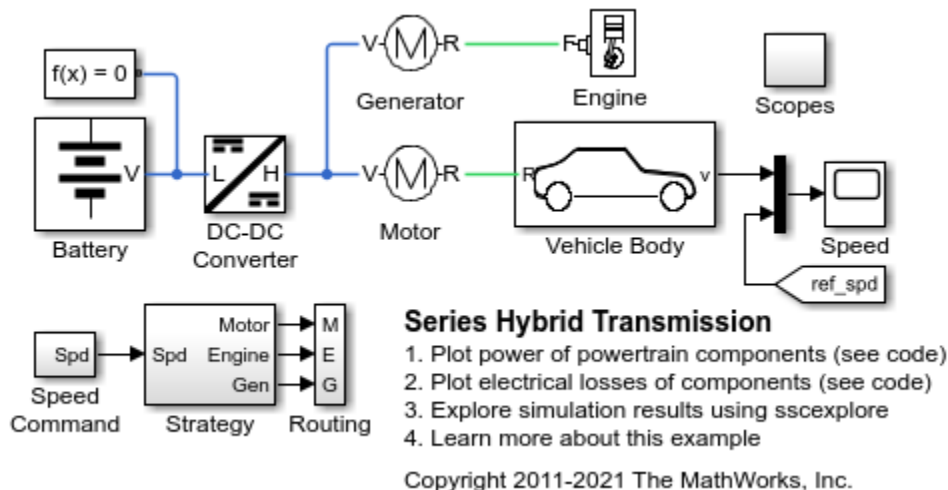 f(x) = 0
V
Battery
L
H
DC-DC
Converter
V
M
R
Generator
F
Engine
V
M
R
Motor
R
v
Vehicle Body
Scopes
Speed
ref_spd
Spd
Speed
Command
Spd
Motor
Engine
Gen
Strategy
M
E
G
Routing
Series Hybrid Transmission
1. Plot power of powertrain components (see code)
2. Plot electrical losses of components (see code)
3. Explore simulation results using sscexplore
4. Learn more about this example
Copyright 2011-2021 The MathWorks, Inc.